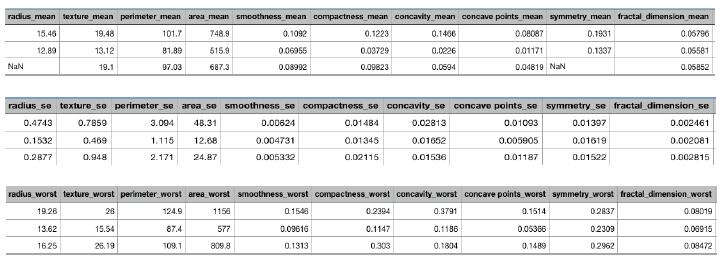 radius_mean texture_mean perimeter_mean area_mean smoothness_mean compactness_mean concavity_mean concave points_mean symmetry_mean fractal_dimension_mean
15.46 19.48 101.7 748.9 0.1092 0.1223 0.1466 0.08087 0.1931 0.05796
12.89 13.12 81.89 515.9 0.06955 0.03729 0.0226 0.01171 0.1337 0.05581
NaN 19.1 97.03 687.3 0.08992 0.09823 0.0594 0.04819 NaN 0.05852
radius_se texture_se perimeter_se area_se smoothness_se compactness_se concavity_se concave points_se symmetry_se fractal_dimension_se
0.4743 0.7859 3.094 48.31 0.00624 0.01484 0.02813 0.01093 0.01397 0.002461
0.1532 0.469 1.115 12.68 0.004731 0.01345 0.01652 0.005905 0.01619 0.002081
0.2877 0.948 2.171 24.87 0.005332 0.02115 0.01536 0.01187 0.01522 0.002815
radius_worst texture_worst perimeter_worst area_worst smoothness_worst compactness_worst concavity_worst concave points_worst symmetry_worst fractal_dimension_worst
19.26 26 124.9 1156 0.1546 0.2394 0.3791 0.1514 0.2837 0.08019
13.62 15.54 87.4 577 0.09616 0.1147 0.1186 0.05366 0.2309 0.06915
16.25 26.19 109.1 809.8 0.1313 0.303 0.1804 0.1489 0.2962 0.08472